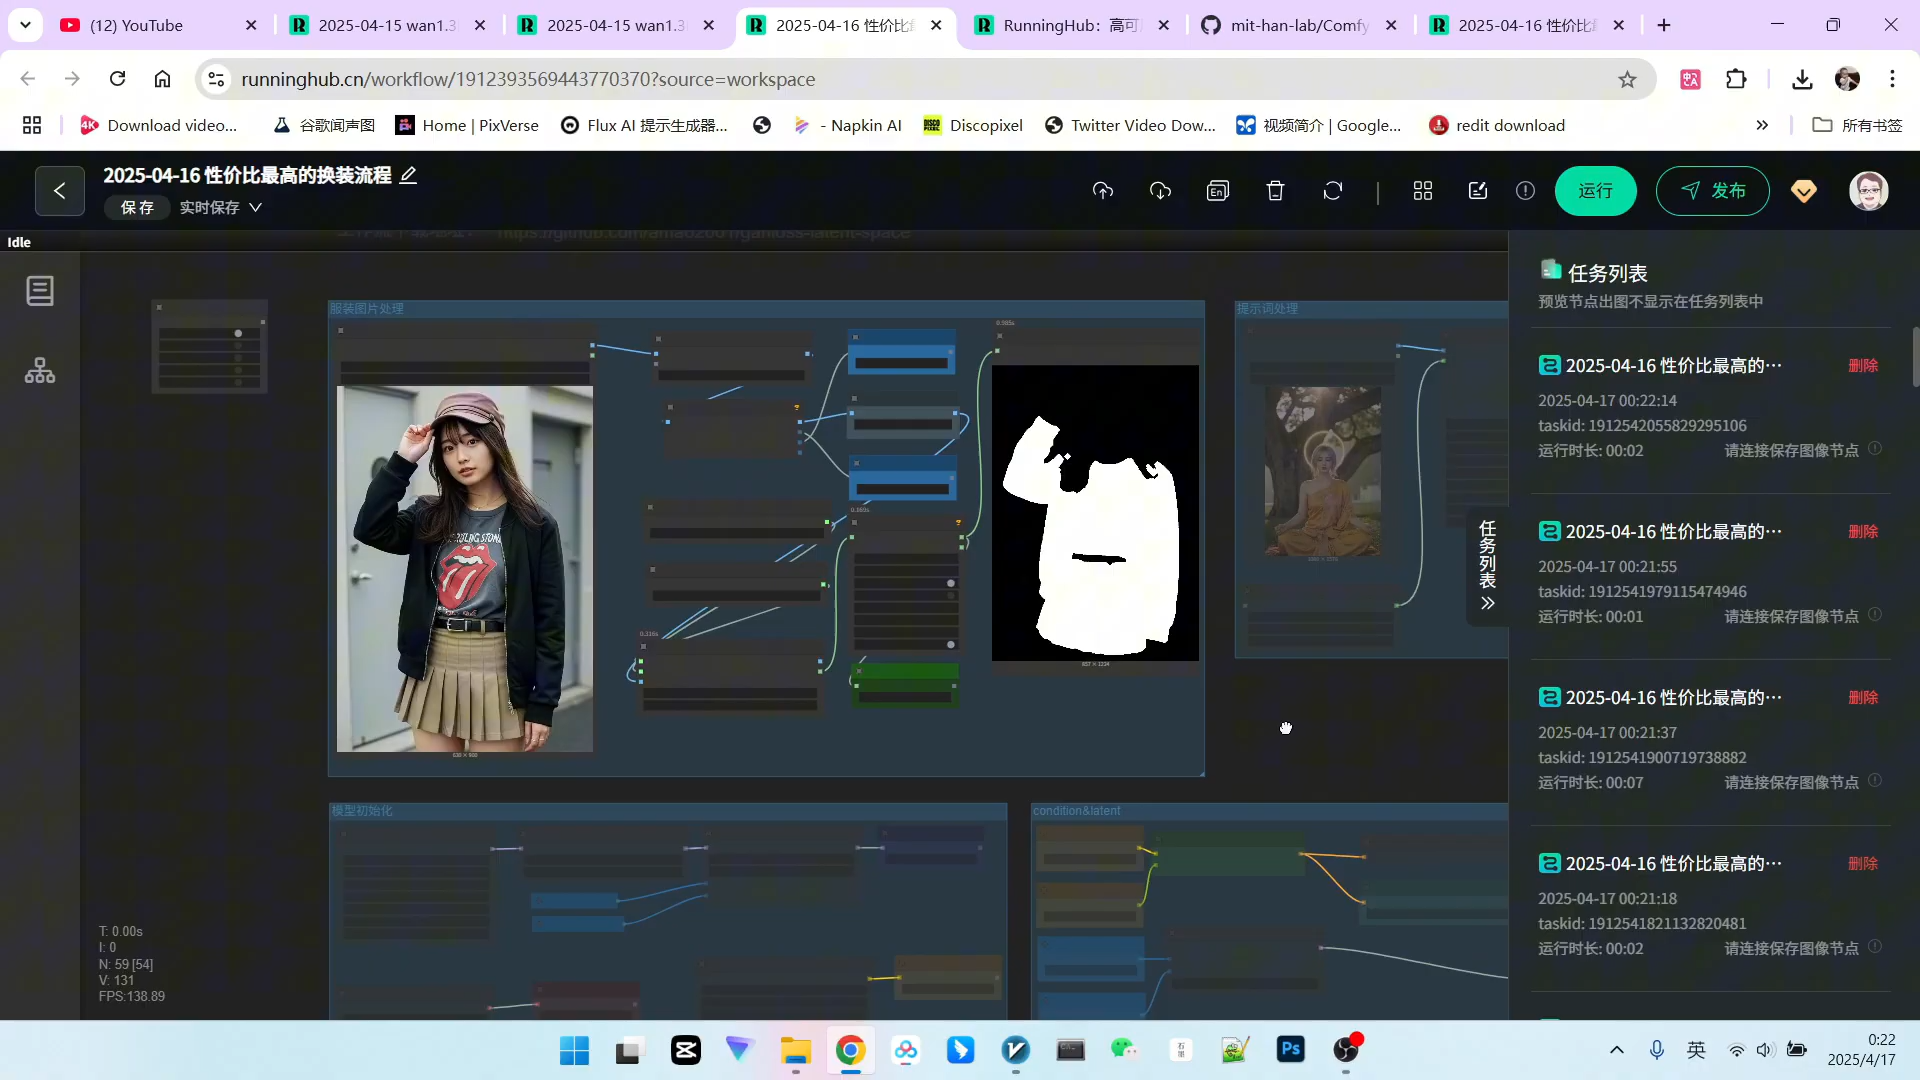 (12) YouTube
2025-04-15 wan1.3
2025-04-15 wan1.3
2025-04-16 性价比
RunningHub：高可
mit-han-lab/Comfy
2025-04-16 性价比
runninghub.cn/workflow/1912393569443770370?source=workspace
Download video...
谷歌闻声图
Home | PixVerse
Flux AI 提示生成器...
- Napkin AI
Discopixel
Twitter Video Dow...
视频简介 | Google...
redit download
所有书签
2025-04-16 性价比最高的换装流程
保存
实时保存
En
运行
发布
Idle
服装图片处理
提示词处理
THE ROLLING STONES
630 × 900
0.985s
0.989s
0.316s
857 × 1224
模型初始化
condition&latent
T: 0.00s
I: 0
N: 59 [54]
V: 131
FPS:138.89
任务列表
任务列表
预览节点出图不显示在任务列表中
2025-04-16 性价比最高的···
删除
2025-04-17 00:22:14
taskid: 1912542055829295106
运行时长: 00:02
请连接保存图像节点
2025-04-16 性价比最高的···
删除
2025-04-17 00:21:55
taskid: 1912541979115474946
运行时长: 00:01
请连接保存图像节点
2025-04-16 性价比最高的···
删除
2025-04-17 00:21:37
taskid: 1912541900719738882
运行时长: 00:07
请连接保存图像节点
2025-04-16 性价比最高的···
删除
2025-04-17 00:21:18
taskid: 1912541821132820481
运行时长: 00:02
请连接保存图像节点
Ps
英
0:22
2025/4/17